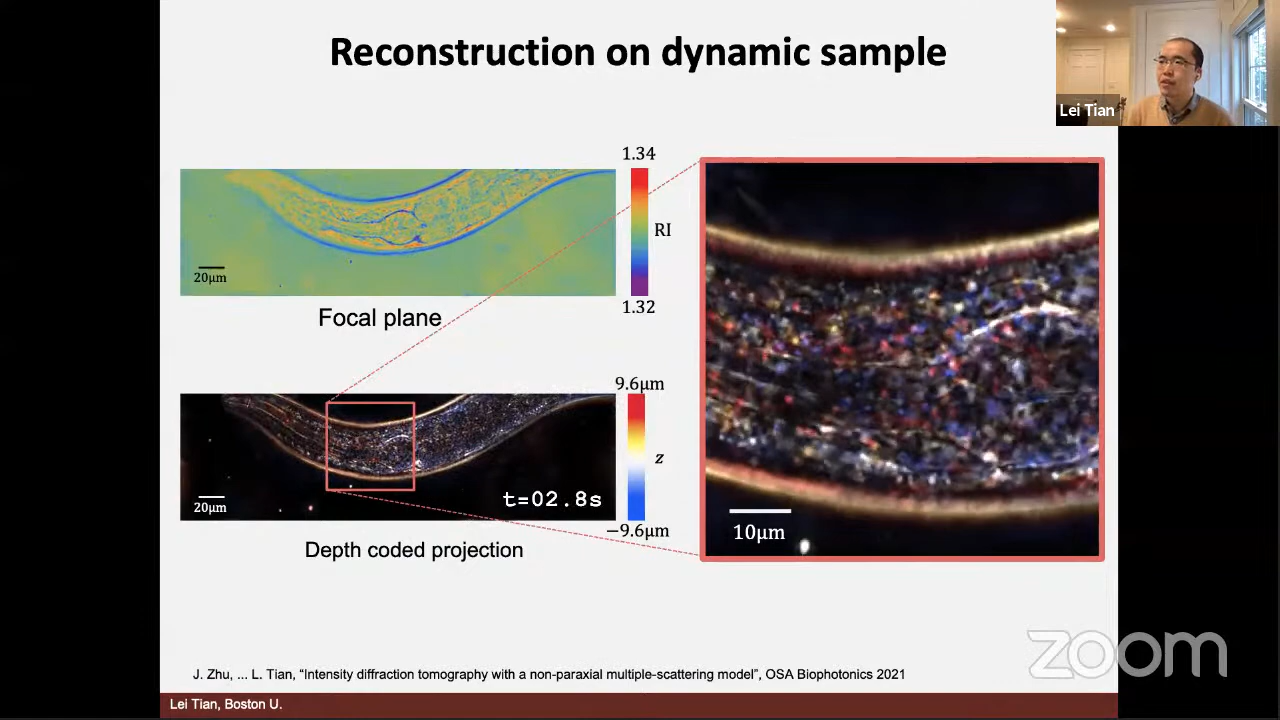 Reconstruction on dynamic sample
Lei Tian
1.34
RI
1.32
20μm
Focal plane
9.6μm
z
−9.6μm
20μm
t=02.8s
Depth coded projection
10μm
J. Zhu, ... L. Tian, “Intensity diffraction tomography with a non-paraxial multiple-scattering model”, OSA Biophotonics 2021
Lei Tian, Boston U.
zoom